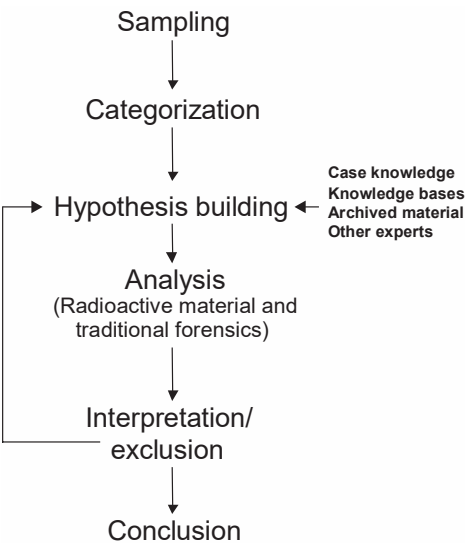 Sampling
Categorization
Hypothesis building
Case knowledge
Knowledge bases
Archived material
Other experts
Analysis
(Radioactive material and
traditional forensics)
Interpretation/
exclusion
Conclusion